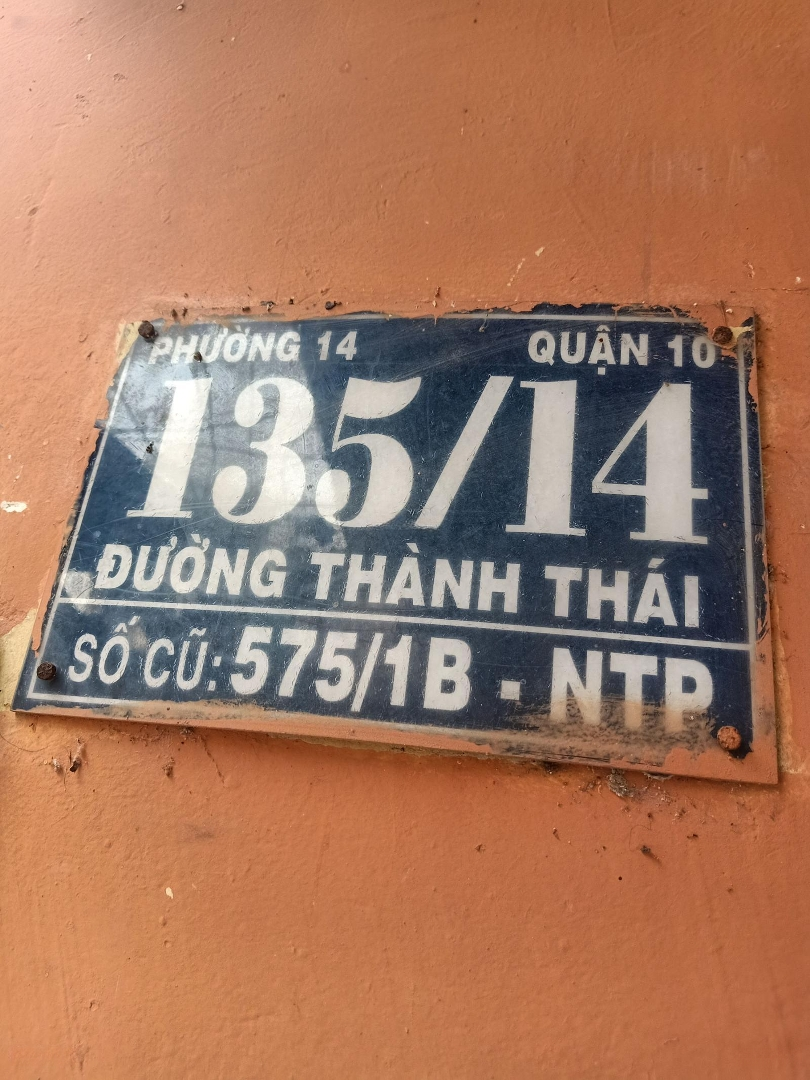 PHƯỜNG 14 QUẬN 10
135/14
ĐƯỜNG THÀNH THÁI
SỐ CŨ: 575/1B - NTP